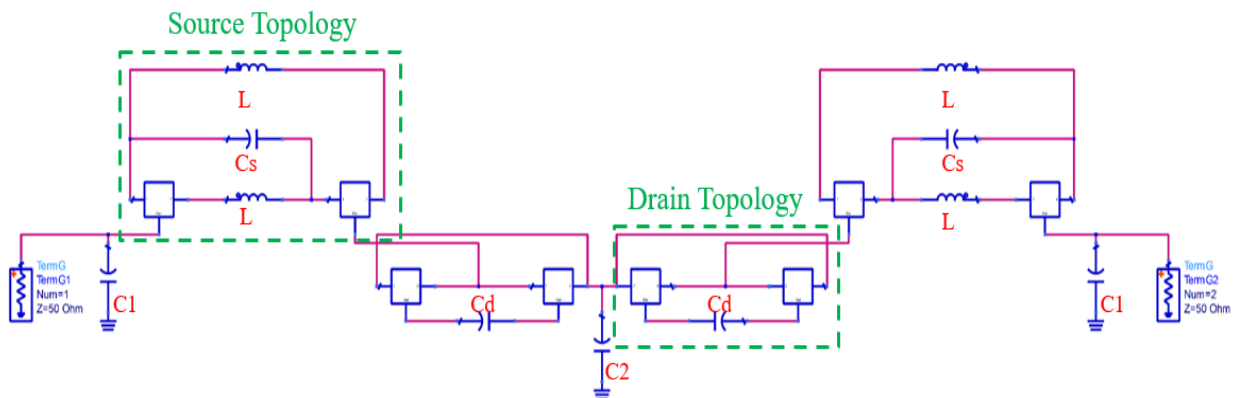 Source Topology
L
Cs
L
TermG
TermG1
Num=1
Z=50 Ohm
C1
Cd
C2
Drain Topology
Cd
L
Cs
L
C1
TermG
TermG2
Num=2
Z=50 Ohm